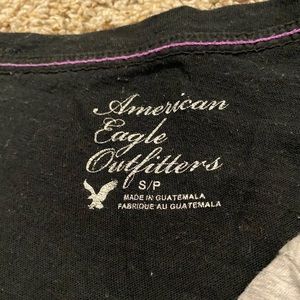 American
Eagle
Outfitters
S/P
MADE IN GUATEMALA
FABRIQUE AU GUATEMALA